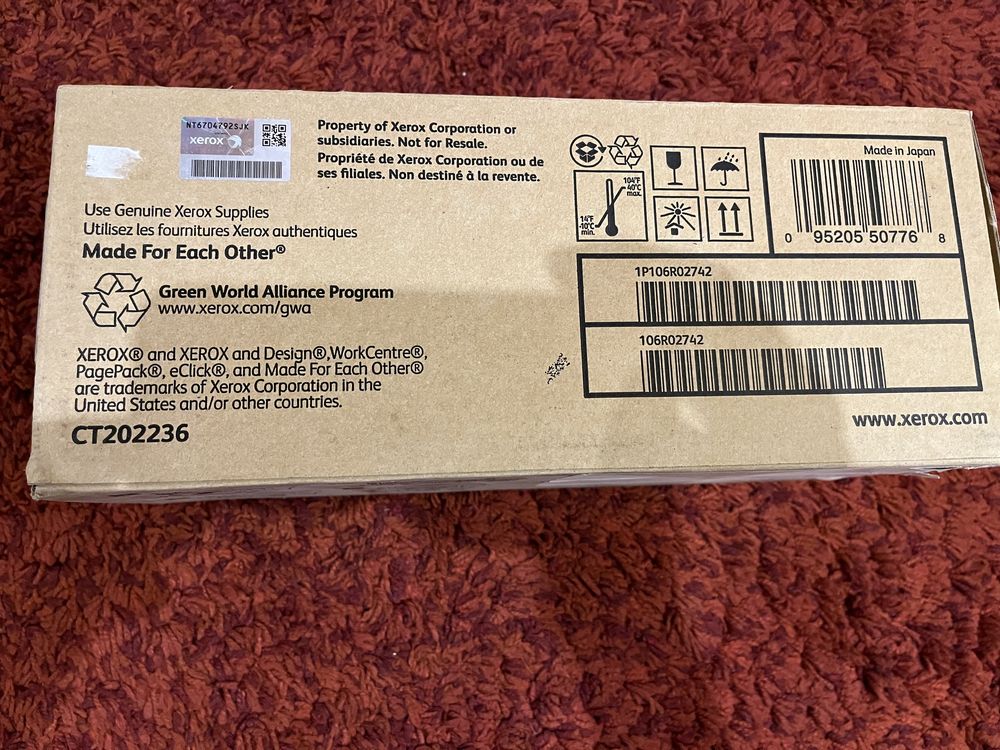 NT6704792SJK
xerox
Property of Xerox Corporation or
subsidiaries. Not for Resale.
Propriété de Xerox Corporation ou de
ses filiales. Non destiné à la revente.
Use Genuine Xerox Supplies
Utilisez les fournitures Xerox authentiques
Made For Each Other®
Green World Alliance Program
www.xerox.com/gwa
XEROX® and XEROX and Design®,WorkCentre®,
PagePack®, eClick®, and Made For Each Other®
are trademarks of Xerox Corporation in the
United States and/or other countries.
CT202236
104°F
40°C
max.
14°F
-10°C
min.
Made in Japan
0 95205 50776 8
1P106R02742
106R02742
www.xerox.com